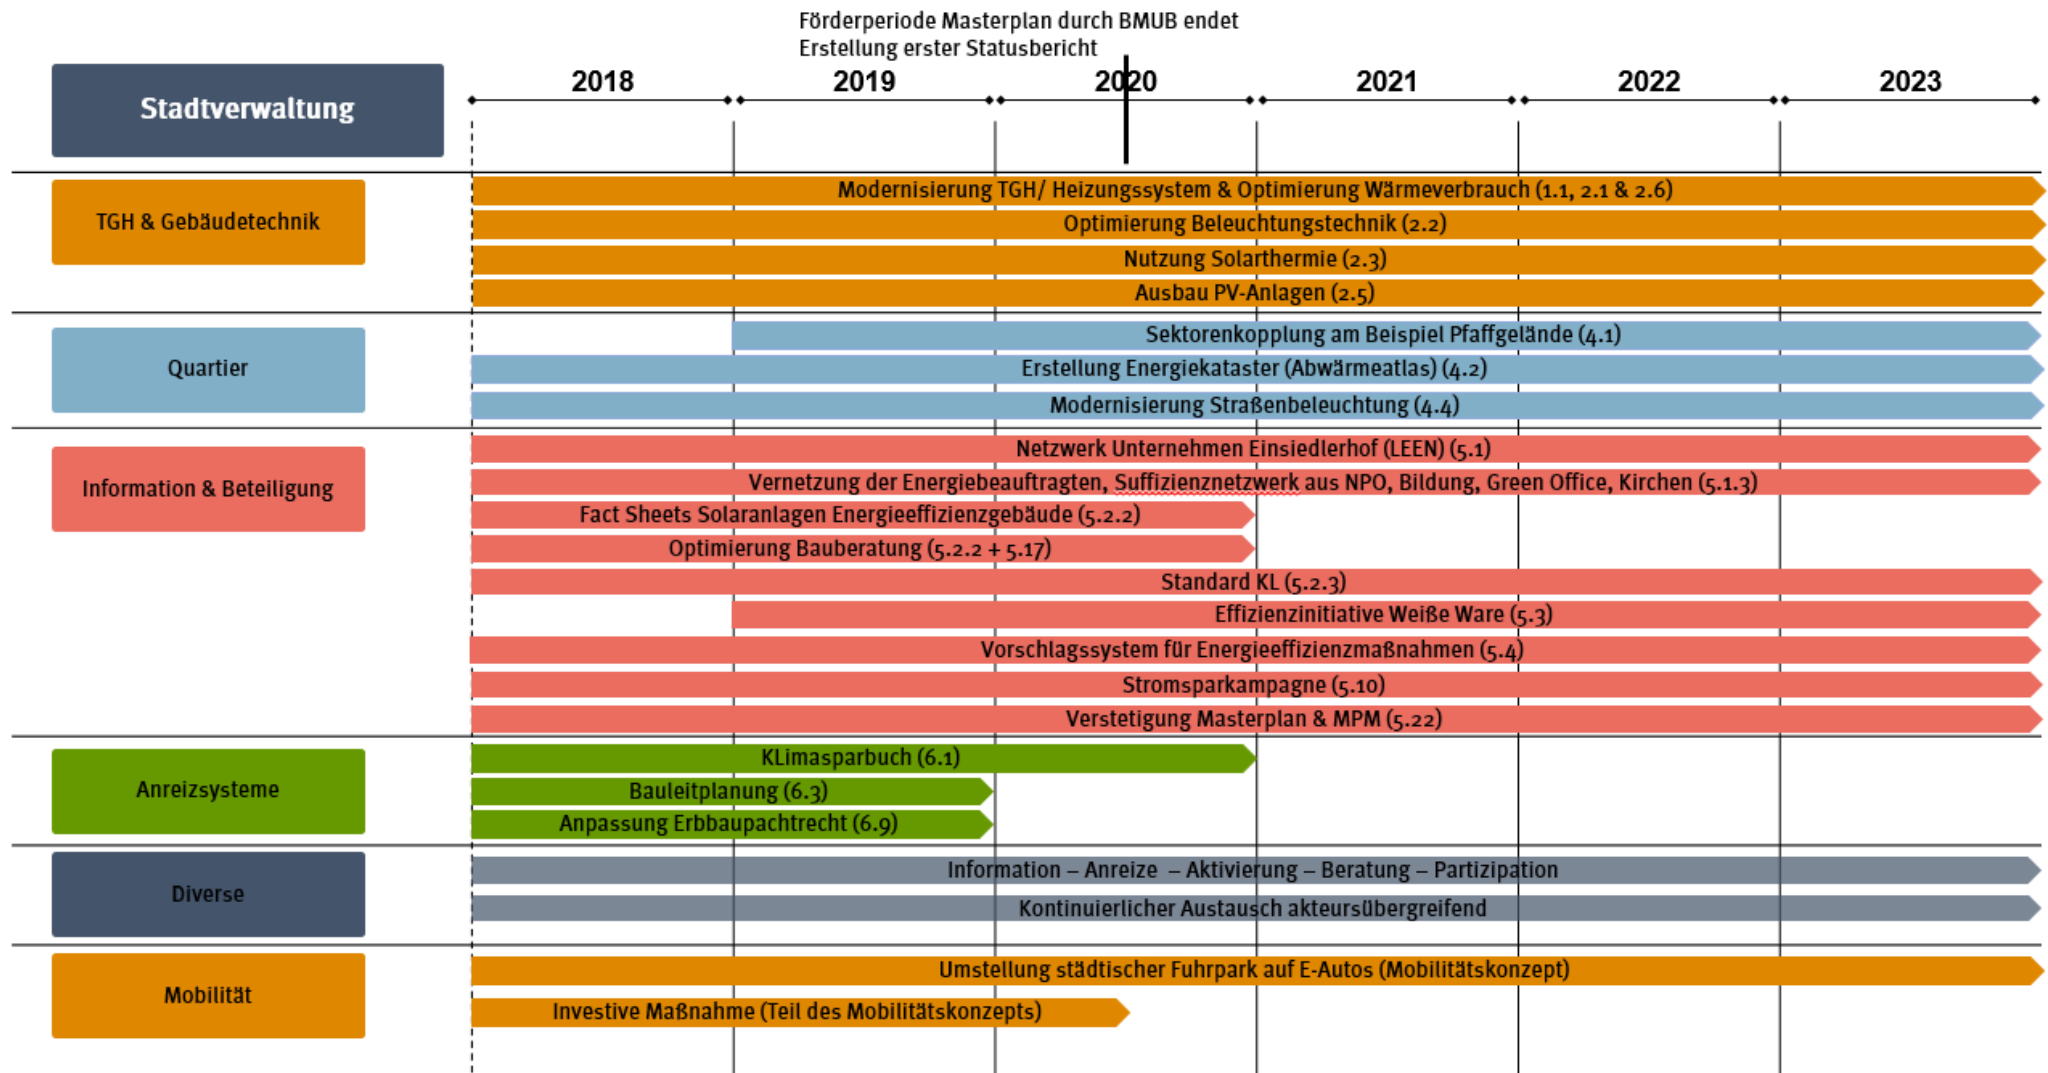 Förderperiode Masterplan durch BMUB endet
Erstellung erster Statusbericht
Stadtverwaltung
2018 2019 2020 2021 2022 2023
TGH & Gebäudetechnik
Modernisierung TGH/ Heizungssystem & Optimierung Wärmeverbrauch (1.1, 2.1 & 2.6)
Optimierung Beleuchtungstechnik (2.2)
Nutzung Solarthermie (2.3)
Ausbau PV-Anlagen (2.5)
Quartier
Sektorenkopplung am Beispiel Pfaffgelände (4.1)
Erstellung Energiekataster (Abwärmeatlas) (4.2)
Modernisierung Straßenbeleuchtung (4.4)
Information & Beteiligung
Netzwerk Unternehmen Einsiedlerhof (LEEN) (5.1)
Vernetzung der Energiebeauftragten, Suffizienznetzwerk aus NPO, Bildung, Green Office, Kirchen (5.1.3)
Fact Sheets Solaranlagen Energieeffizienzgebäude (5.2.2)
Optimierung Bauberatung (5.2.2 + 5.17)
Standard KL (5.2.3)
Effizienzinitiative Weiße Ware (5.3)
Vorschlagssystem für Energieeffizienzmaßnahmen (5.4)
Stromsparkampagne (5.10)
Verstetigung Masterplan & MPM (5.22)
Anreizsysteme
KLimasparbuch (6.1)
Bauleitplanung (6.3)
Anpassung Erbbaupachtrecht (6.9)
Diverse
Information – Anreize – Aktivierung – Beratung – Partizipation
Kontinuierlicher Austausch akteursübergreifend
Mobilität
Umstellung städtischer Fuhrpark auf E-Autos (Mobilitätskonzept)
Investive Maßnahme (Teil des Mobilitätskonzepts)